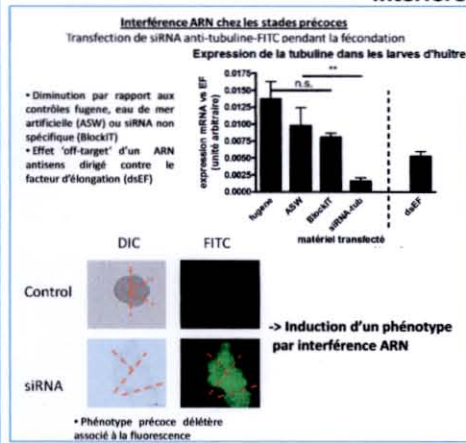 Interfére
Interférence ARN chez les stades précoces
Transfection de siRNA anti-tubuline-FITC pendant la fécondation
Expression de la tubuline dans les larves d'huître
• Diminution par rapport aux
contrôles fugene, eau de mer
artificielle (ASW) ou siRNA non
spécifique (BlockIT)
• Effet 'off-target' d'un ARN
antisens dirigé contre le
facteur d'élongation (dsEF)
expression mRNA vs EF
(unité arbitraire)
0.0175
0.0150
0.0125
0.0100
0.0075
0.0050
0.0025
0.0000
n.s.
**
fugene
ASW
BlockIT
siRNA-tub
dsEF
matériel transfecté
DIC
FITC
Control
siRNA
-> Induction d'un phénotype
par interférence ARN
• Phénotype précoce délétère
associé à la fluorescence